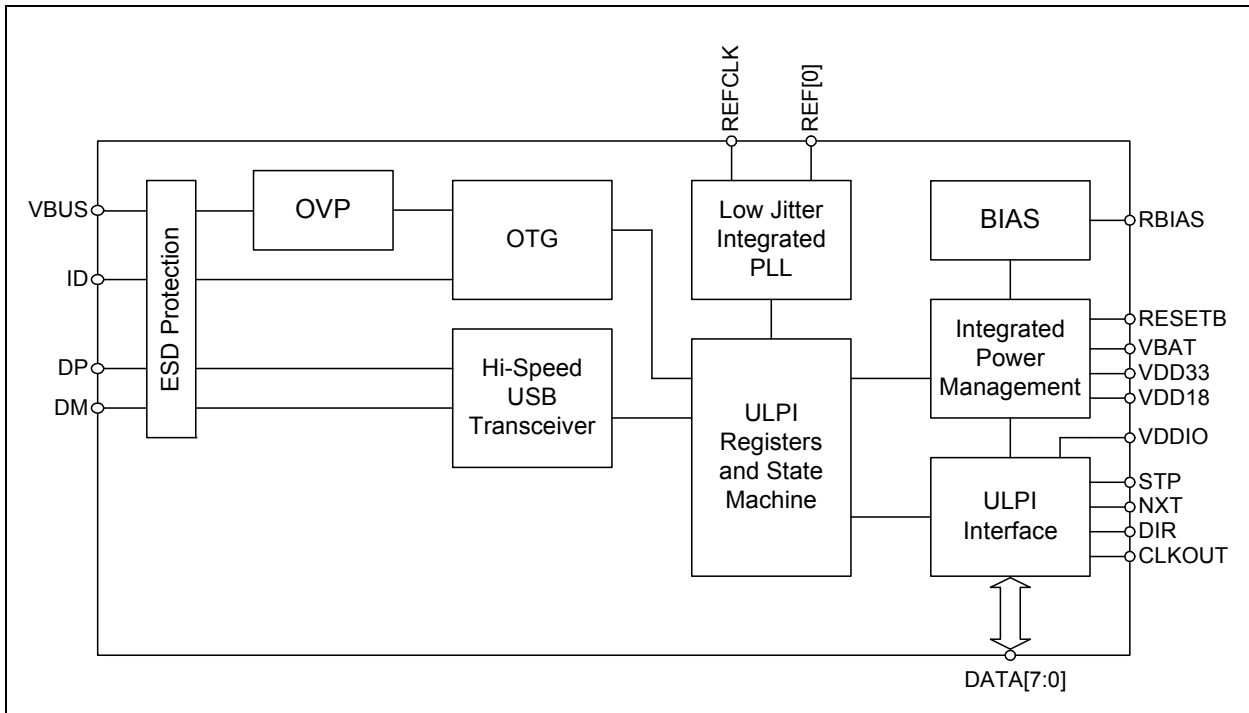 REFCLK
REF[0]
VBUS
ID
DP
DM
ESD Protection
OVP
OTG
Hi-Speed
USB
Transceiver
Low Jitter
Integrated
PLL
ULPI
Registers
and State
Machine
BIAS
Integrated
Power
Management
ULPI
Interface
RBIAS
RESETB
VBAT
VDD33
VDD18
VDDIO
STP
NXT
DIR
CLKOUT
DATA[7:0]